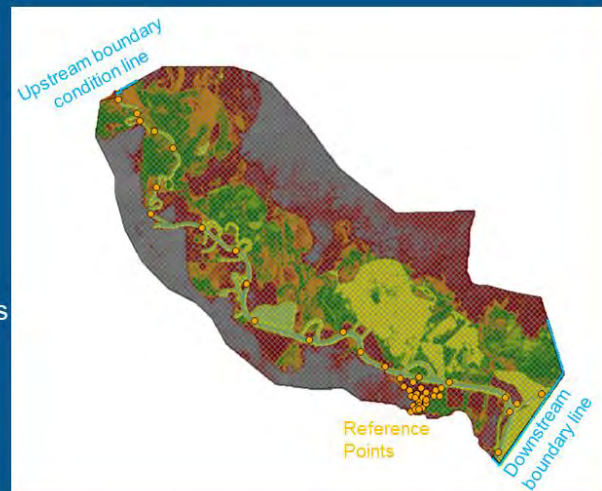 Upstream boundary
condition line
s
Reference
Points
Downstream
boundary line